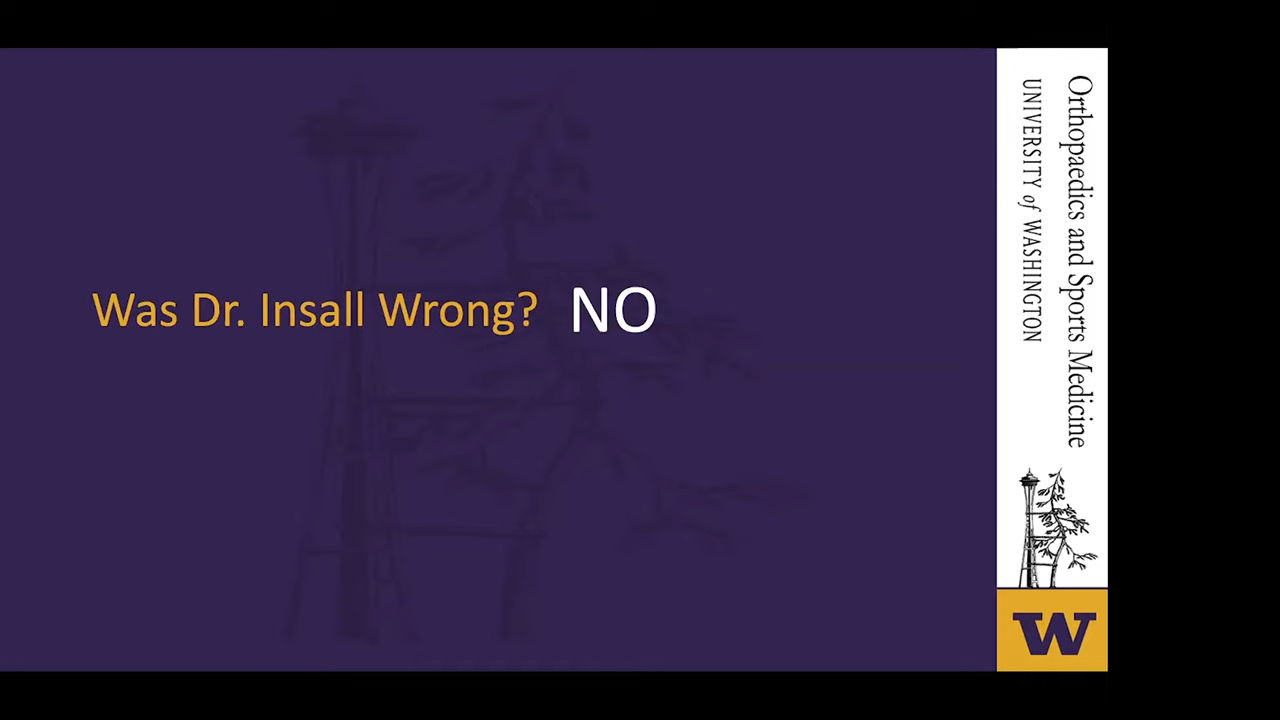 Was Dr. Insall Wrong? NO
Orthopaedics and Sports Medicine
UNIVERSITY of WASHINGTON
W